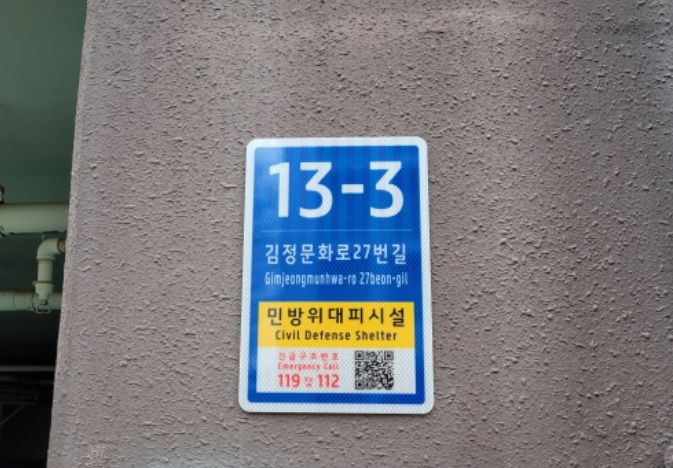 13-3
김정문화로27번길
Gimjeongmunhwa-ro 27beon-gil
민방위대피시설
Civil Defense Shelter
긴급구조번호
Emergency Call
119 112